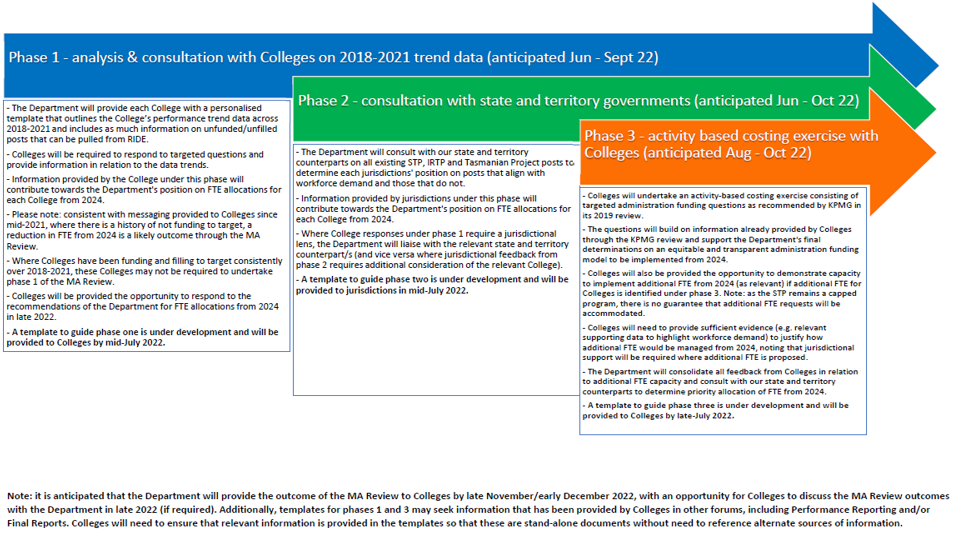 Phase 1 - analysis & consultation with Colleges on 2018-2021 trend data (anticipated Jun - Sept 22)
- The Department will provide each College with a personalised
template that outlines the College's performance trend data across
2018-2021 and includes as much information on unfunded/unfilled
posts that can be pulled from RIDE.
- Colleges will be required to respond to targeted questions and
provide information in relation to the data trends.
- Information provided by the College under this phase will
contribute towards the Department's position on FTE allocations for
each College from 2024.
- Please note: consistent with messaging provided to Colleges since
mid-2021, where there is a history of not funding to target, a
reduction in FTE from 2024 is a likely outcome through the MA
Review.
- Where Colleges have been funding and filling to target consistently
over 2018-2021, these Colleges may not be required to undertake
phase 1 of the MA Review.
- Colleges will be provided the opportunity to respond to the
recommendations of the Department for FTE allocations from 2024
in late 2022.
- A template to guide phase one is under development and will be
provided to Colleges by mid-July 2022.
Phase 2 - consultation with state and territory governments (anticipated Jun - Oct 22)
- The Department will consult with our state and territory
counterparts on all existing STP, IRTP and Tasmanian Project posts to
determine each jurisdictions' position on posts that align with
workforce demand and those that do not.
- Information provided by jurisdictions under this phase will
contribute towards the Department's position on FTE allocations for
each College from 2024.
- Where College responses under phase 1 require a jurisdictional
lens, the Department will liaise with the relevant state and territory
counterpart/s (and vice versa where jurisdictional feedback from
phase 2 requires additional consideration of the relevant College).
- A template to guide phase two is under development and will be
provided to jurisdictions in mid-July 2022.
Phase 3 - activity based costing exercise with
Colleges (anticipated Aug - Oct 22)
- Colleges will undertake an activity-based costing exercise consisting of
targeted administration funding questions as recommended by KPMG in
its 2019 review.
- The questions will build on information already provided by Colleges
through the KPMG review and support the Department's final
determinations on an equitable and transparent administration funding
model to be implemented from 2024.
- Colleges will also be provided the opportunity to demonstrate capacity
to implement additional FTE from 2024 (as relevant) if additional FTE for
Colleges is identified under phase 3. Note: as the STP remains a capped
program, there is no guarantee that additional FTE requests will be
accommodated.
- Colleges will need to provide sufficient evidence (e.g. relevant
supporting data to highlight workforce demand) to justify how
additional FTE would be managed from 2024, noting that jurisdictional
support will be required where additional FTE is proposed.
- The Department will consolidate all feedback from Colleges in relation
to additional FTE capacity and consult with our state and territory
counterparts to determine priority allocation of FTE from 2024.
- A template to guide phase three is under development and will be
provided to Colleges by late-July 2022.
Note: it is anticipated that the Department will provide the outcome of the MA Review to Colleges by late November/early December 2022, with an opportunity for Colleges to discuss the MA Review outcomes
with the Department in late 2022 (if required). Additionally, templates for phases 1 and 3 may seek information that has been provided by Colleges in other forums, including Performance Reporting and/or
Final Reports. Colleges will need to ensure that relevant information is provided in the templates so that these are stand-alone documents without need to reference alternate sources of information.